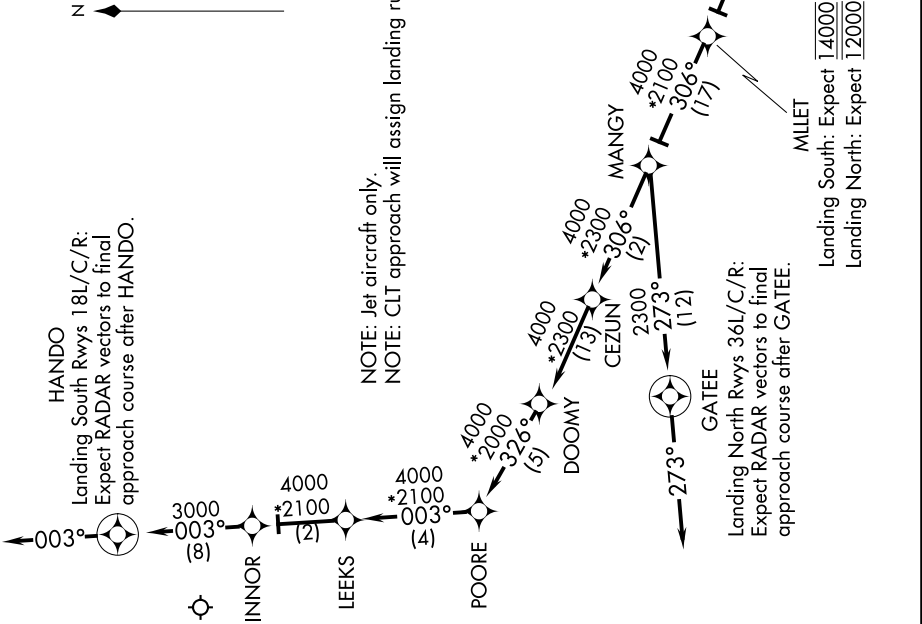 N
HANDO
Landing South Rwys 18L/C/R:
Expect RADAR vectors to final
approach course after HANDO.
003°
3000
003°
(8)
INNOR
4000
*2100
(2)
LEEKS
4000
*2100
003°
(4)
POORE
4000
*2000
326°
(5)
DOOMY
4000
*2300
(13)
CEZUN
4000
*2300
306°
(2)
MANGY
4000
*2100
306°
(17)
MLLET
Landing South: Expect 14000
Landing North: Expect 12000
2300
273°
(12)
GATEE
Landing North Rwys 36L/C/R:
Expect RADAR vectors to final
approach course after GATEE.
273°
NOTE: Jet aircraft only.
NOTE: CLT approach will assign landing ru